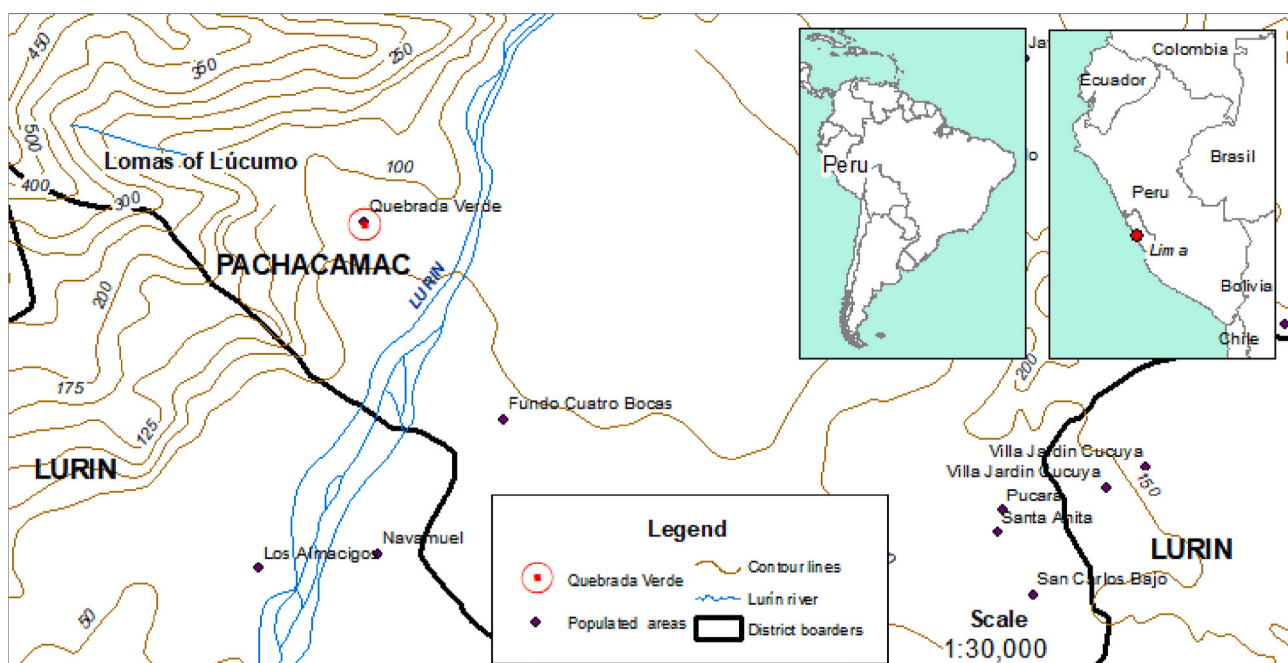 450
350
250
500
Lomas of Lúcumo
100
400
300
Quebrada Verde
PACHACAMAC
LURIN
200
175
125
Fundo Cuatro Bocas
LURIN
Los Almacigos
Navamuel
50
Peru
Colombia
Ecuador
Brasil
Peru
Lima
Bolivia
Chile
200
Villa Jardin Cucuya
Villa Jardin Cucuya
150
Pucara
Santa Anita
LURIN
San Carlos Bajo
Legend
Quebrada Verde
Contour lines
Lurín river
Populated areas
District boarders
Scale
1:30,000